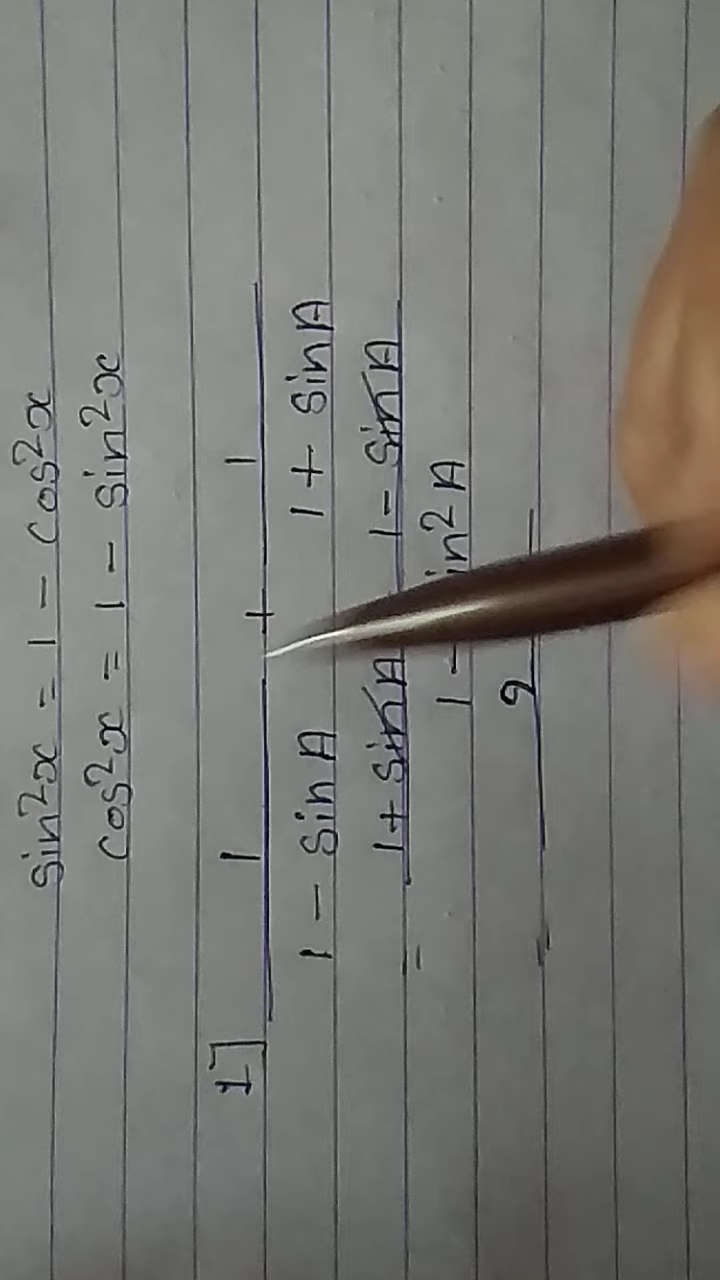 sin²x = 1 - cos²x
cos²x = 1 - sin²x
1] 1 + 1
1 - sin A 1 + sin A
= 1 + sin A 1 - sin A
1 - in² A
= 2